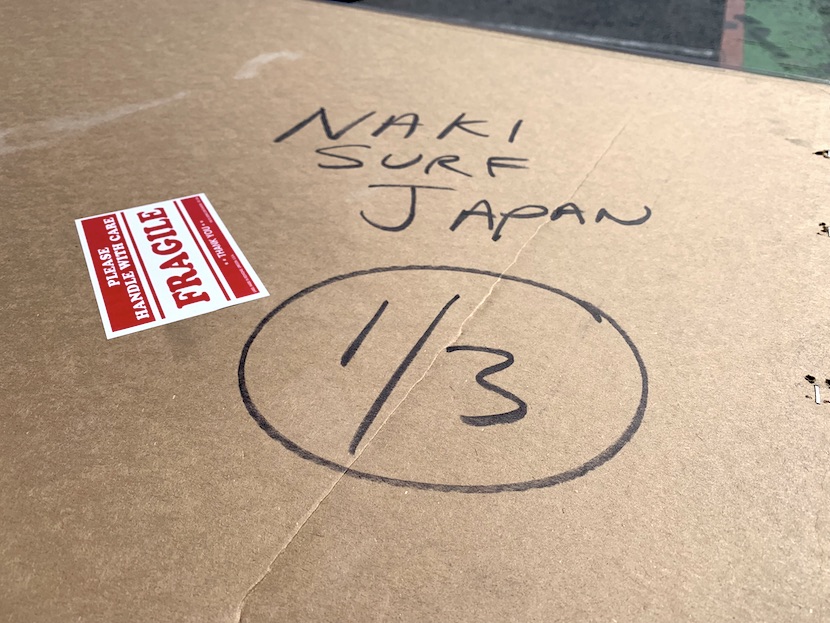 NAKI
SURF
JAPAN
1/3
PLEASE
HANDLE WITH CARE
FRAGILE
THANK YOU